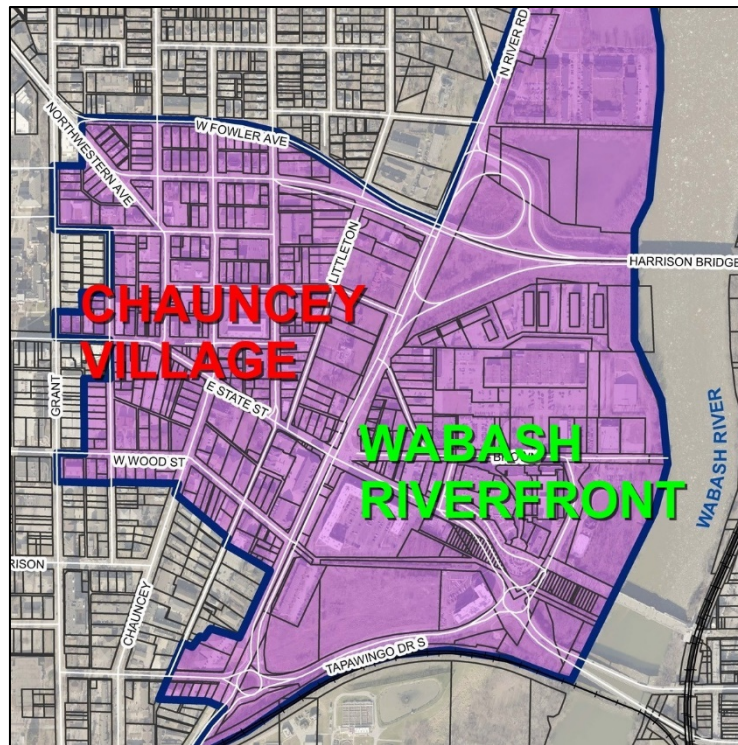 N RIVER RD
NORTHWESTERN AVE
W FOWLER AVE
LITTLETON
HARRISON BRIDGE
CHAUNCEY
VILLAGE
GRANT
E STATE ST
WABASH
RIVERFRONT
WABASH RIVER
W WOOD ST
RISON
CHAUNCEY
TAPAWINGO DR S